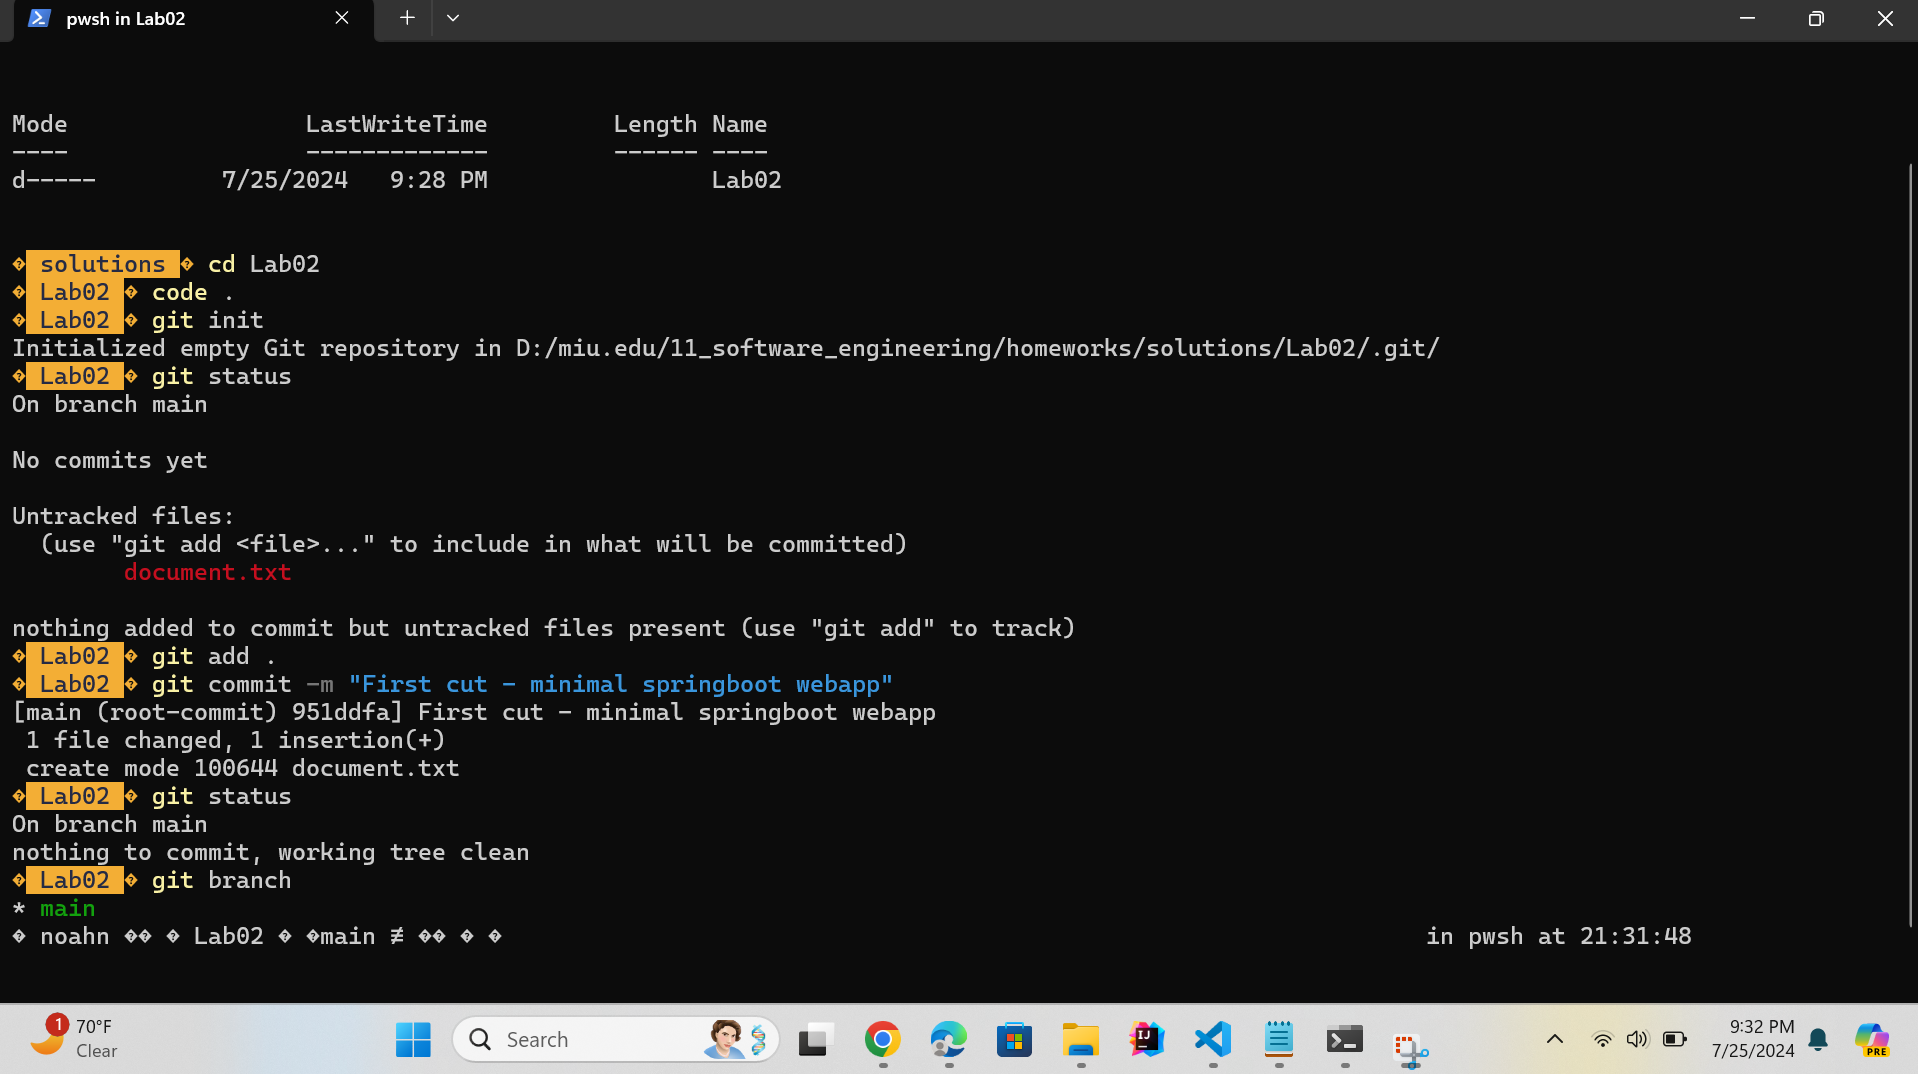 pwsh in Lab02
Mode LastWriteTime Length Name
---- ------------- ------ ----
d----- 7/25/2024 9:28 PM Lab02
� solutions � cd Lab02
� Lab02 � code .
� Lab02 � git init
Initialized empty Git repository in D:/miu.edu/11_software_engineering/homeworks/solutions/Lab02/.git/
� Lab02 � git status
On branch main
No commits yet
Untracked files:
(use "git add <file>..." to include in what will be committed)
document.txt
nothing added to commit but untracked files present (use "git add" to track)
� Lab02 � git add .
� Lab02 � git commit -m "First cut - minimal springboot webapp"
[main (root-commit) 951ddfa] First cut - minimal springboot webapp
1 file changed, 1 insertion(+)
create mode 100644 document.txt
� Lab02 � git status
On branch main
nothing to commit, working tree clean
� Lab02 � git branch
* main
� noahn �� � Lab02 � �main ≢ �� � � in pwsh at 21:31:48
1
70°F
Clear
Search
IJ
9:32 PM
7/25/2024
PRE